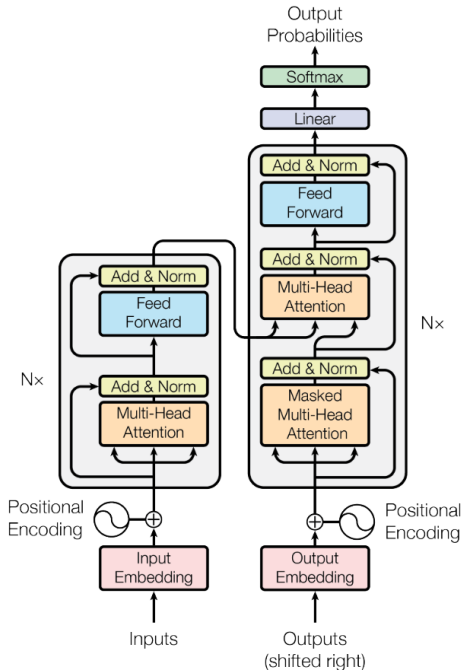 Output
Probabilities
Softmax
Linear
Add & Norm
Feed
Forward
Add & Norm
Multi-Head
Attention
N×
Add & Norm
Masked
Multi-Head
Attention
Add & Norm
Feed
Forward
N×
Add & Norm
Multi-Head
Attention
Positional
Encoding
Positional
Encoding
Input
Embedding
Output
Embedding
Inputs
Outputs
(shifted right)